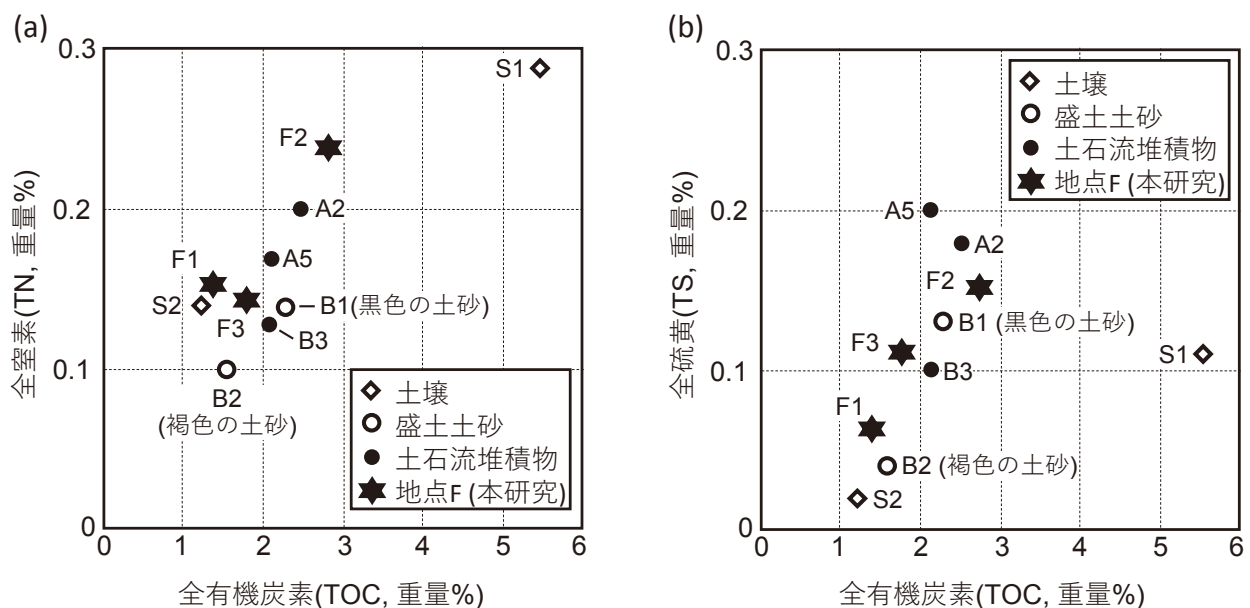 (a)
全窒素(TN, 重量%)
0.3
0.2
0.1
0
S1
F2
A2
F1
A5
S2
F3
B1(黒色の土砂)
B3
B2
(褐色の土砂)
土壌
盛土土砂
土石流堆積物
地点F (本研究)
1
2
3
4
5
6
全有機炭素(TOC, 重量%)
(b)
全硫黄(TS, 重量%)
0.3
0.2
0.1
0
土壌
盛土土砂
土石流堆積物
地点F (本研究)
A5
A2
F2
B1 (黒色の土砂)
F3
S1
B3
F1
B2 (褐色の土砂)
S2
0
1
2
3
4
5
6
全有機炭素(TOC, 重量%)